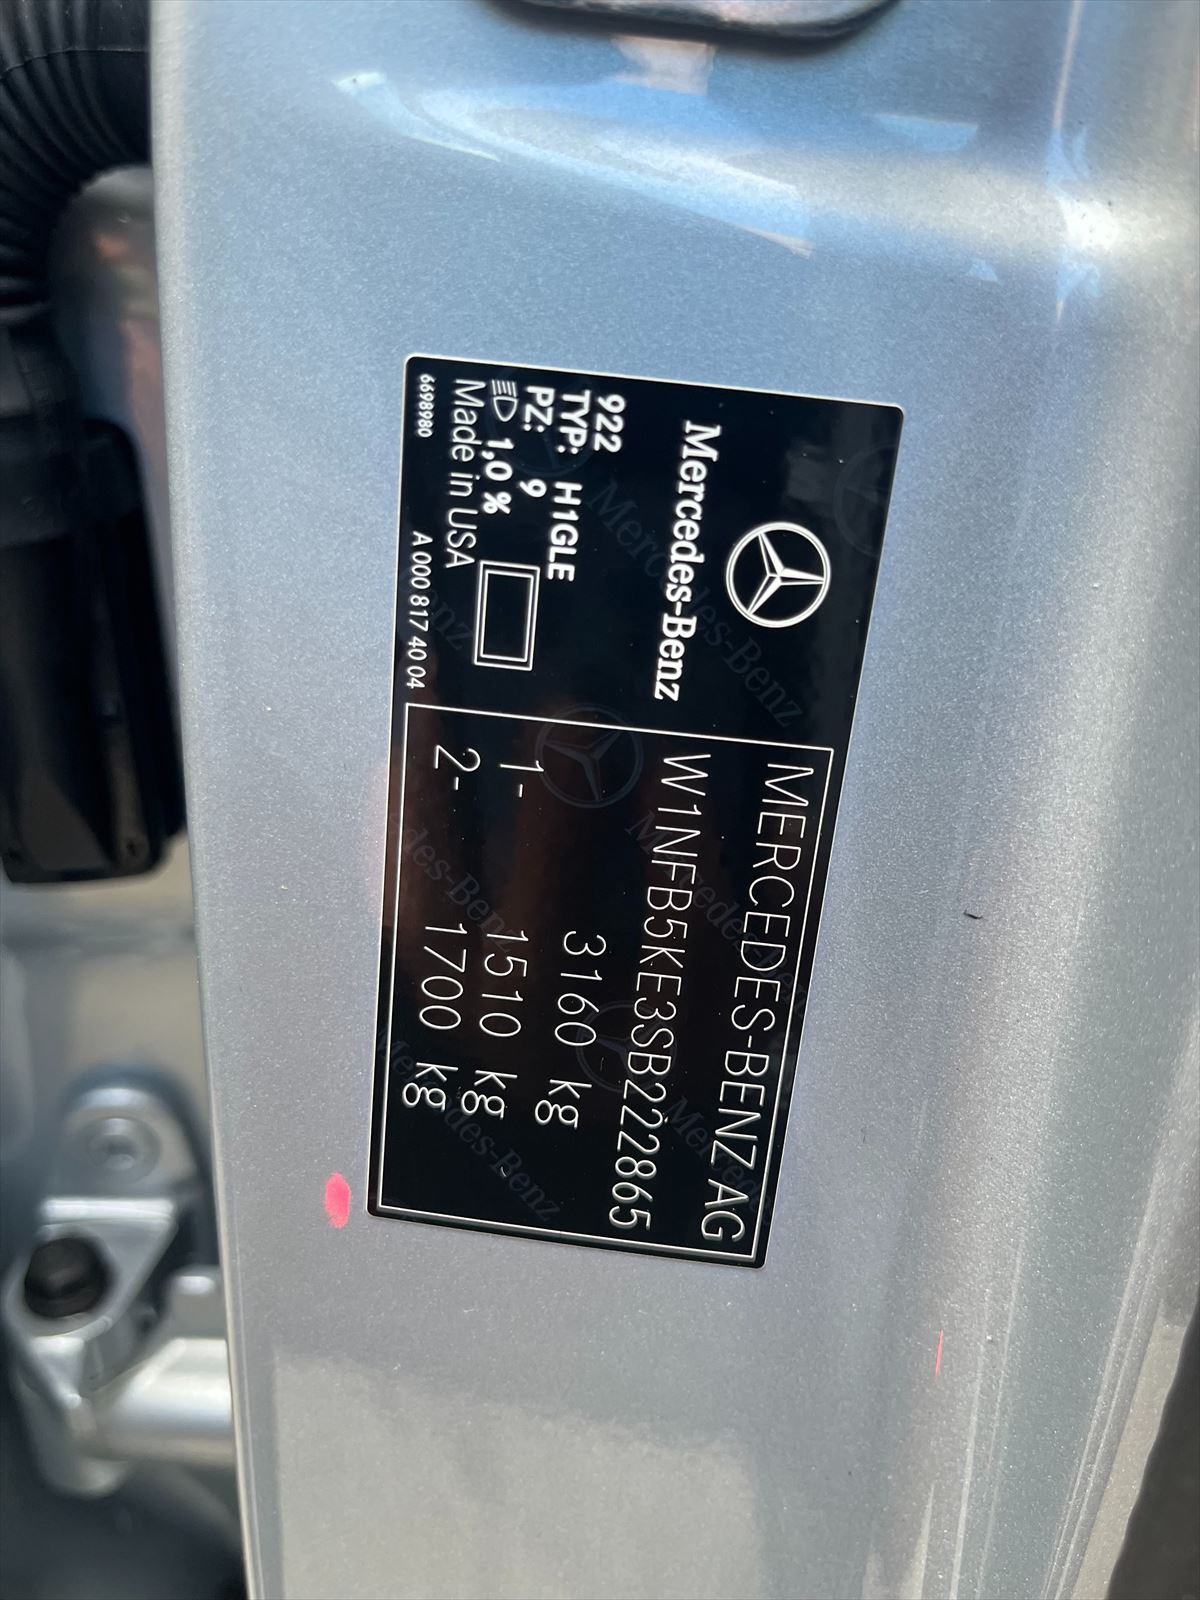 Mercedes-Benz
922
TYP: H1GLE
PZ: 9
1,0 %
Made in USA
6698980 A 000 817 40 04
MERCEDES-BENZ AG
W1NFB5KE3SB222865
3160 kg
1- 1510 kg
2- 1700 kg